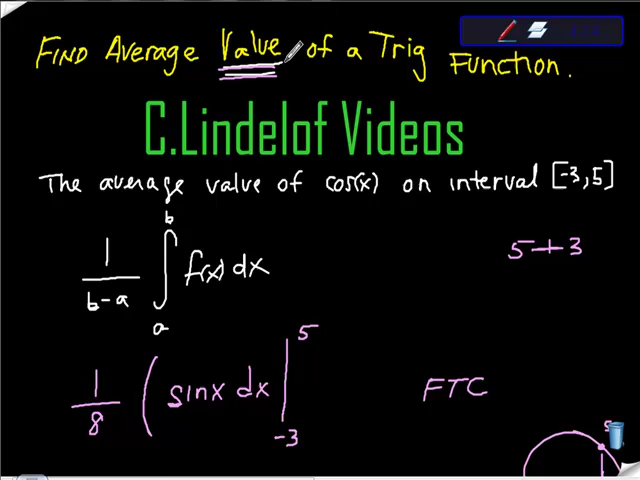 FIND Average Value of a Trig Function.
C.Lindelof Videos
The average value of cos(x) on interval [-3,5]
b
1 ∫ f(x) dx
b-a
a
5+3
5
1 ( sinx dx |
8
-3
FTC
5